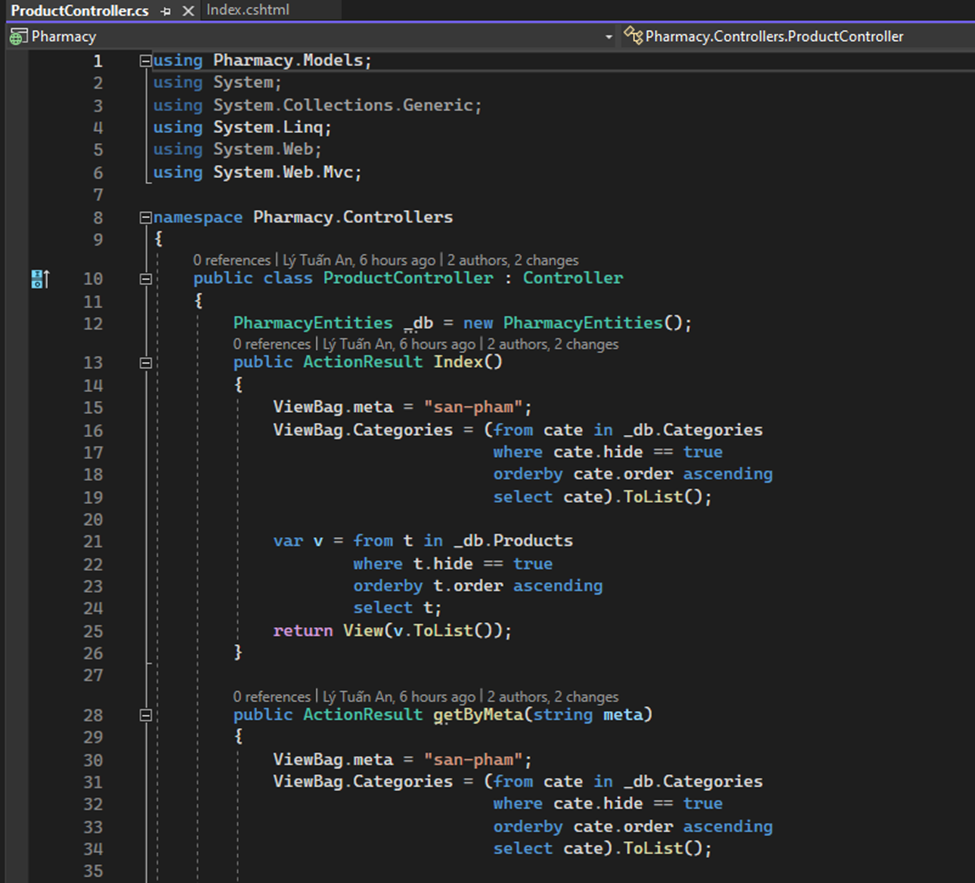 ProductController.cs Index.cshtml
Pharmacy Pharmacy.Controllers.ProductController
1 using Pharmacy.Models;
2 using System;
3 using System.Collections.Generic;
4 using System.Linq;
5 using System.Web;
6 using System.Web.Mvc;
7
8 namespace Pharmacy.Controllers
9 {
0 references | Lý Tuấn An, 6 hours ago | 2 authors, 2 changes
10 public class ProductController : Controller
11 {
12 PharmacyEntities _db = new PharmacyEntities();
0 references | Lý Tuấn An, 6 hours ago | 2 authors, 2 changes
13 public ActionResult Index()
14 {
15 ViewBag.meta = "san-pham";
16 ViewBag.Categories = (from cate in _db.Categories
17 where cate.hide == true
18 orderby cate.order ascending
19 select cate).ToList();
20
21 var v = from t in _db.Products
22 where t.hide == true
23 orderby t.order ascending
24 select t;
25 return View(v.ToList());
26 }
27
0 references | Lý Tuấn An, 6 hours ago | 2 authors, 2 changes
28 public ActionResult getByMeta(string meta)
29 {
30 ViewBag.meta = "san-pham";
31 ViewBag.Categories = (from cate in _db.Categories
32 where cate.hide == true
33 orderby cate.order ascending
34 select cate).ToList();
35